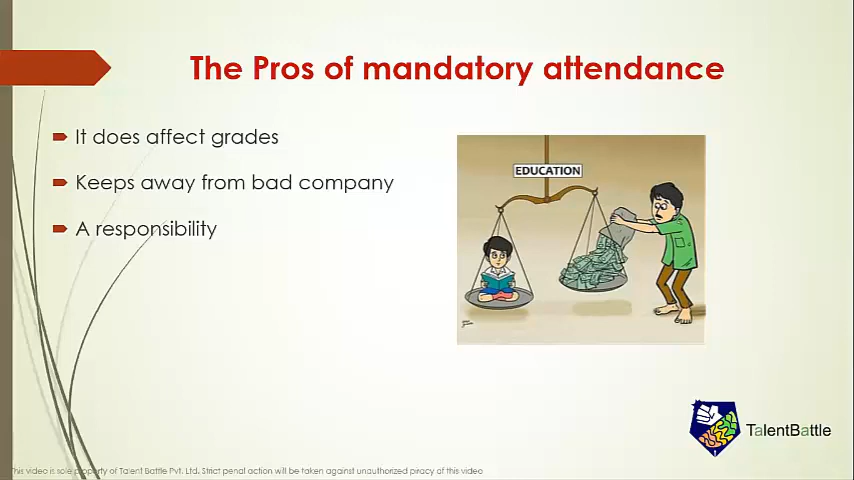 The Pros of mandatory attendance
It does affect grades
Keeps away from bad company
A responsibility
EDUCATION
TalentBattle
This video is sole property of Talent Battle Pvt. Ltd. Strict penal action will be taken against unauthorized piracy of this video